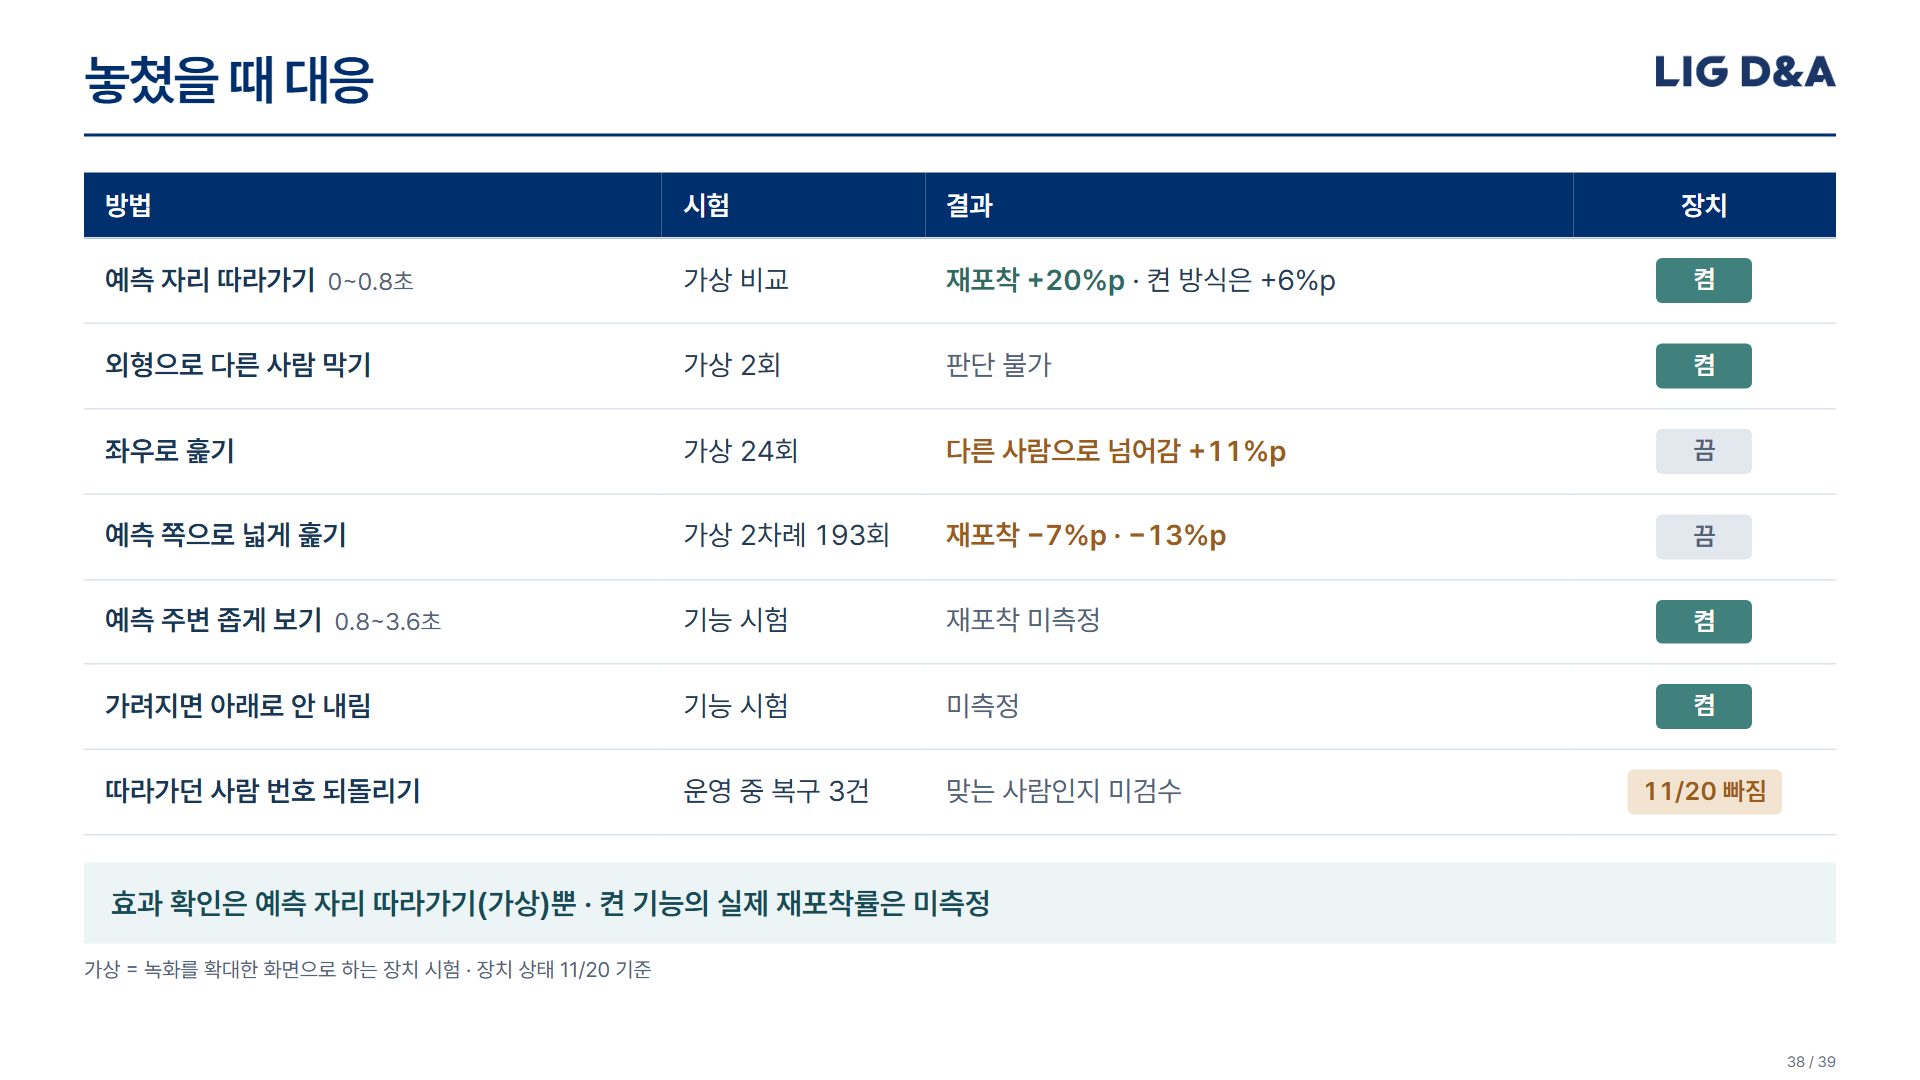 놓쳤을 때 대응
LIG D&A
방법 시험 결과 장치
예측 자리 따라가기 0~0.8초 가상 비교 재포착 +20%p · 켠 방식은 +6%p 켬
외형으로 다른 사람 막기 가상 2회 판단 불가 켬
좌우로 훑기 가상 24회 다른 사람으로 넘어감 +11%p 끔
예측 쪽으로 넓게 훑기 가상 2차례 193회 재포착 −7%p · −13%p 끔
예측 주변 좁게 보기 0.8~3.6초 기능 시험 재포착 미측정 켬
가려지면 아래로 안 내림 기능 시험 미측정 켬
따라가던 사람 번호 되돌리기 운영 중 복구 3건 맞는 사람인지 미검수 11/20 빠짐
효과 확인은 예측 자리 따라가기(가상)뿐 · 켠 기능의 실제 재포착률은 미측정
가상 = 녹화를 확대한 화면으로 하는 장치 시험 · 장치 상태 11/20 기준
38 / 39